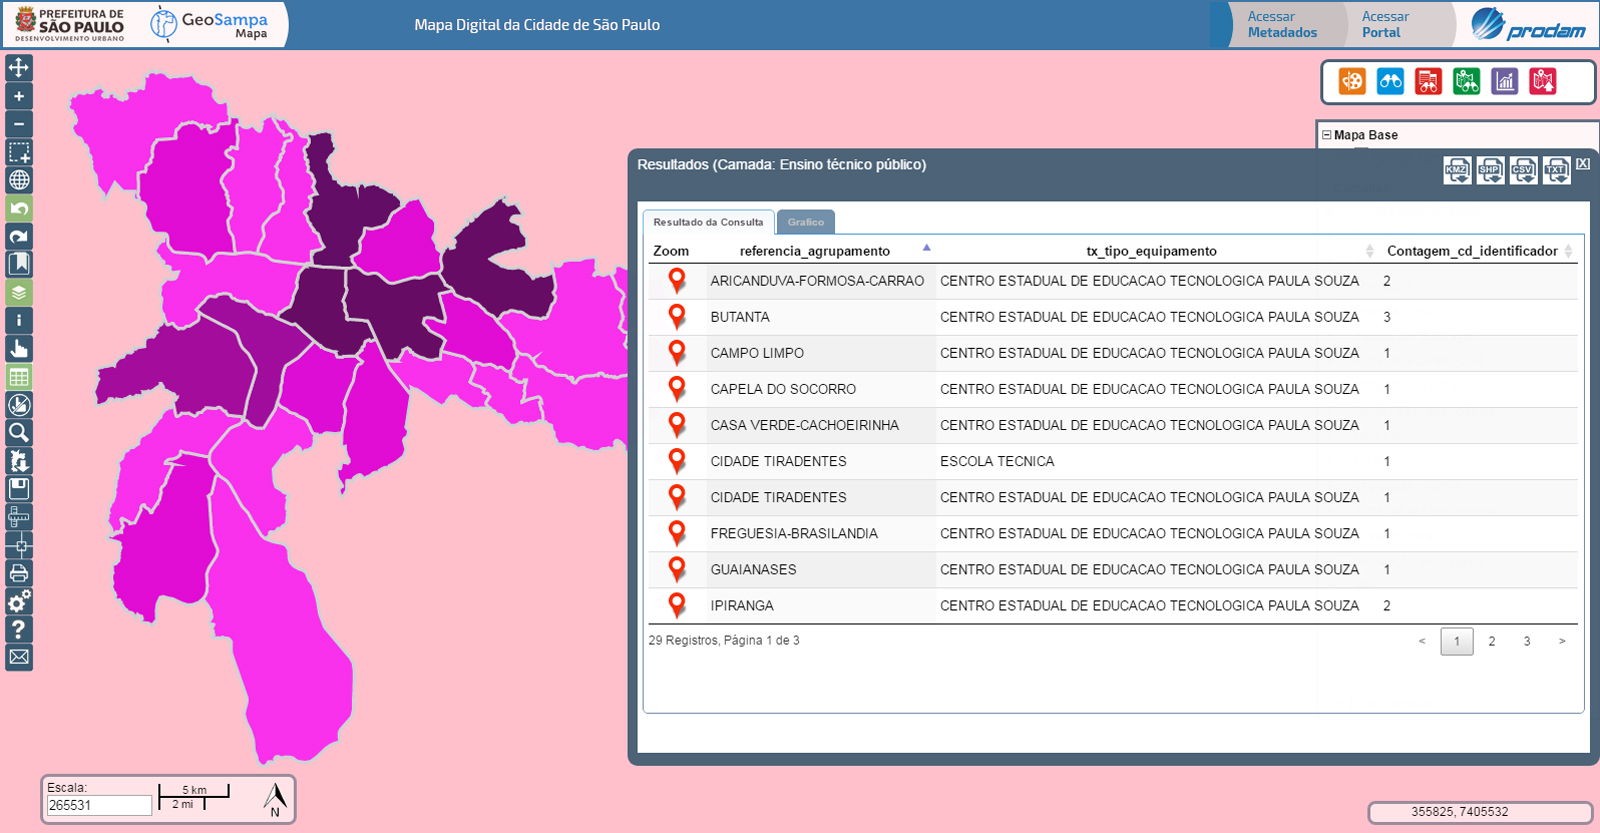 PREFEITURA DE
SÃO PAULO
DESENVOLVIMENTO URBANO
GeoSampa
Mapa
Mapa Digital da Cidade de São Paulo
Acessar
Metadados
Acessar
Portal
prodam
Mapa Base
Resultados (Camada: Ensino técnico público)
KMZ SHP CSV TXT [X]
Resultado da Consulta Grafico
Zoom referencia_agrupamento tx_tipo_equipamento Contagem_cd_identificador
ARICANDUVA-FORMOSA-CARRAO CENTRO ESTADUAL DE EDUCACAO TECNOLOGICA PAULA SOUZA 2
BUTANTA CENTRO ESTADUAL DE EDUCACAO TECNOLOGICA PAULA SOUZA 3
CAMPO LIMPO CENTRO ESTADUAL DE EDUCACAO TECNOLOGICA PAULA SOUZA 1
CAPELA DO SOCORRO CENTRO ESTADUAL DE EDUCACAO TECNOLOGICA PAULA SOUZA 1
CASA VERDE-CACHOEIRINHA CENTRO ESTADUAL DE EDUCACAO TECNOLOGICA PAULA SOUZA 1
CIDADE TIRADENTES ESCOLA TECNICA 1
CIDADE TIRADENTES CENTRO ESTADUAL DE EDUCACAO TECNOLOGICA PAULA SOUZA 1
FREGUESIA-BRASILANDIA CENTRO ESTADUAL DE EDUCACAO TECNOLOGICA PAULA SOUZA 1
GUAIANASES CENTRO ESTADUAL DE EDUCACAO TECNOLOGICA PAULA SOUZA 1
IPIRANGA CENTRO ESTADUAL DE EDUCACAO TECNOLOGICA PAULA SOUZA 2
29 Registros, Página 1 de 3 < 1 2 3 >
Escala:
265531
5 km
2 mi
N
355825, 7405532